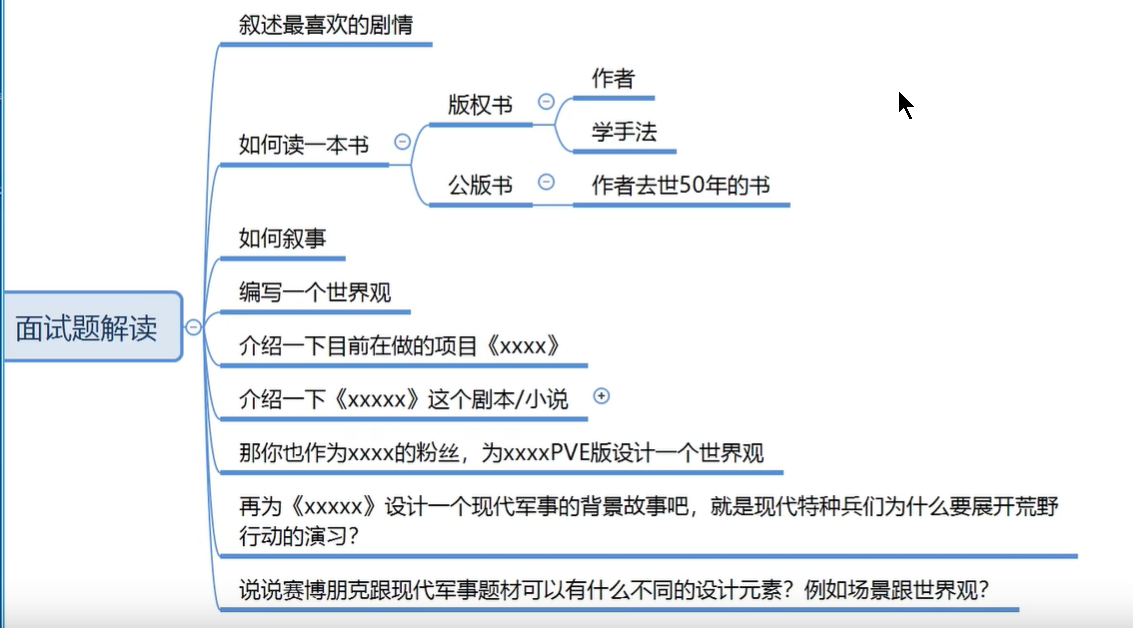 叙述最喜欢的剧情
作者
版权书
学手法
如何读一本书
公版书
作者去世50年的书
如何叙事
编写一个世界观
面试题解读
介绍一下目前在做的项目《xxxx》
介绍一下《xxxxx》这个剧本/小说
那你也作为xxxx的粉丝，为xxxxPVE版设计一个世界观
再为《xxxxx》设计一个现代军事的背景故事吧，就是现代特种兵们为什么要展开荒野
行动的演习？
说说赛博朋克跟现代军事题材可以有什么不同的设计元素？例如场景跟世界观？